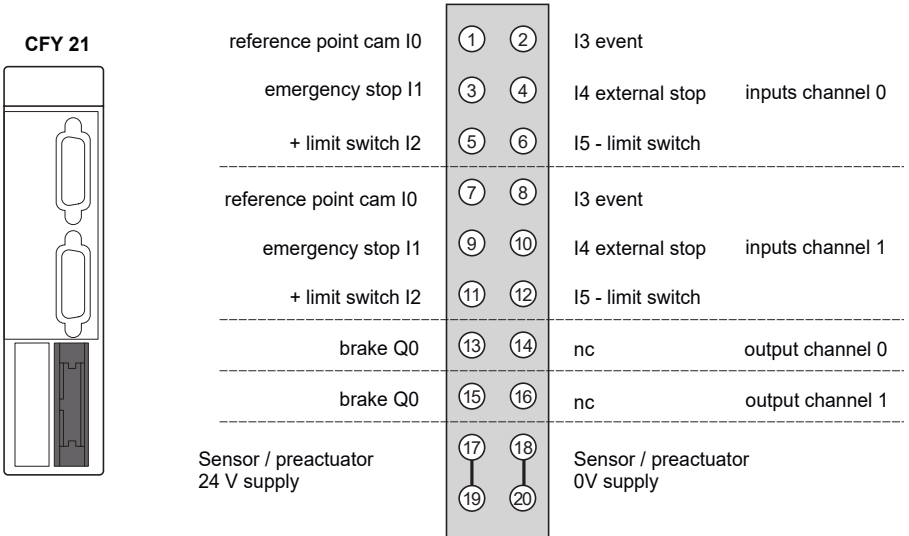 CFY 21
reference point cam I0 1 2 I3 event
emergency stop I1 3 4 I4 external stop inputs channel 0
+ limit switch I2 5 6 I5 - limit switch
reference point cam I0 7 8 I3 event
emergency stop I1 9 10 I4 external stop inputs channel 1
+ limit switch I2 11 12 I5 - limit switch
brake Q0 13 14 nc output channel 0
brake Q0 15 16 nc output channel 1
Sensor / preactuator 17 18 Sensor / preactuator
24 V supply 19 20 0V supply